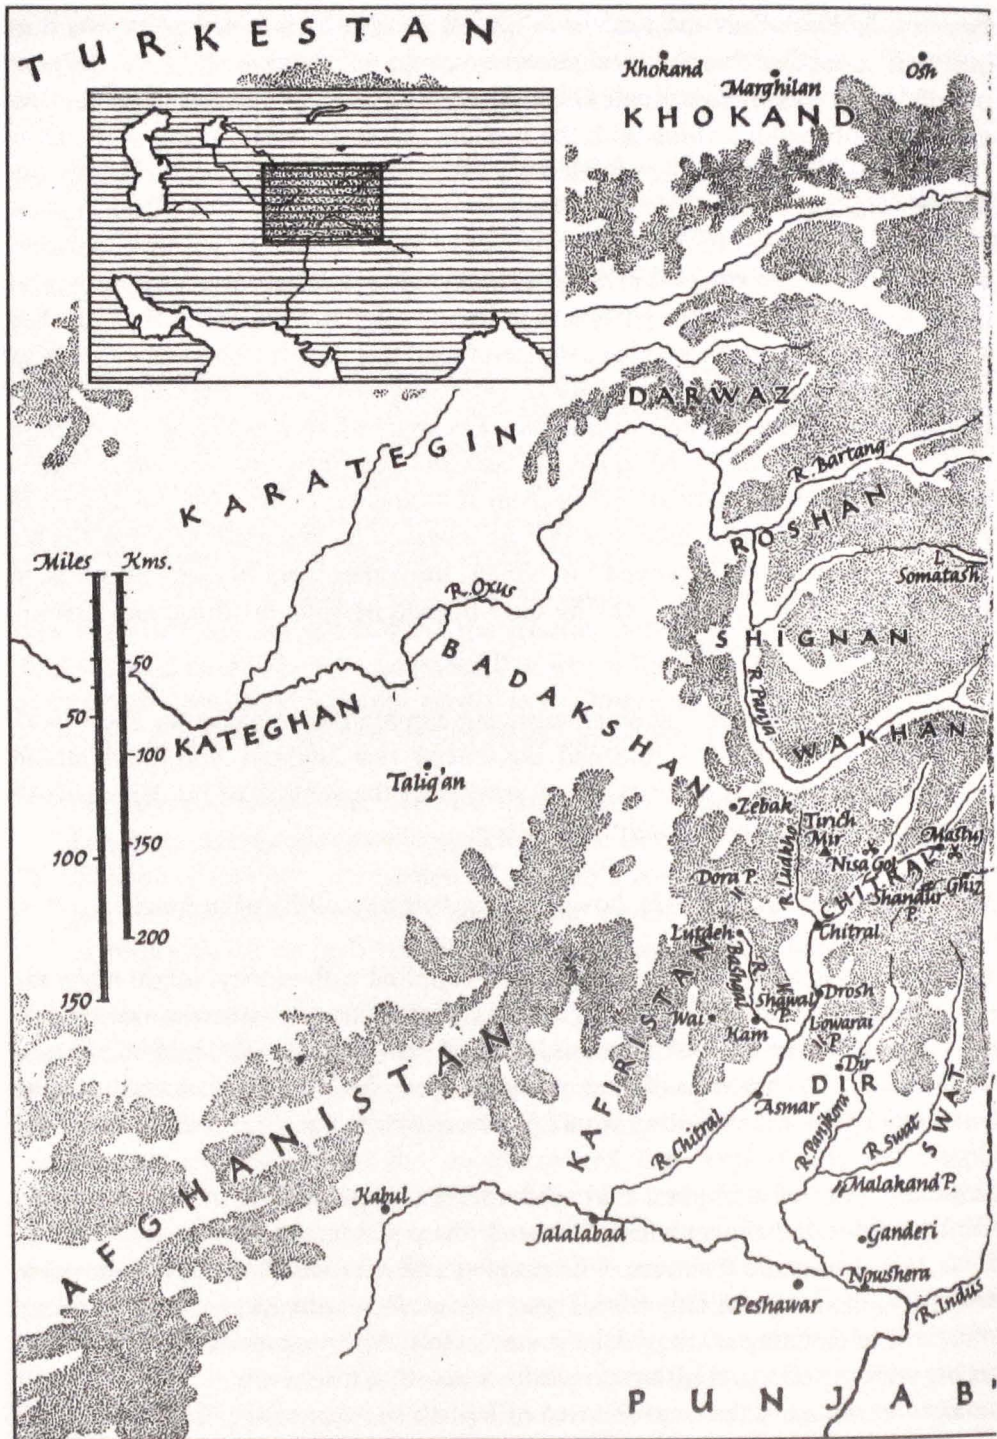 TURKESTAN
Khokand
Osh
Marghilan
KHOKAND
DARWAZ
KARATEGIN
R. Bartang
ROSHAN
Miles
Kms.
L. Somatash
R. Oxus
SHIGNAN
BADAKSHAN
50
50
R. Panja
KATEGHAN
WAKHAN
100
Taliq'an
Zebak
Tirich
Mir
150
100
R. Ludkho
Nisa Gol
Mastuj
Dora P.
CHITRAL
Shandur
P.
Ghiz
200
Lutdeh
Chitral
R. Bashgal
150
Shawal
P.
Drosh
Wai
Kam
Lowarai
P.
KAFIRISTAN
Dir
DIR
AFGHANISTAN
Asmar
R. Panjkora
R. Chitral
R. Swat
SWAT
Malakand P.
Kabul
Jalalabad
Ganderi
Nowshera
Peshawar
R. Indus
PUNJAB